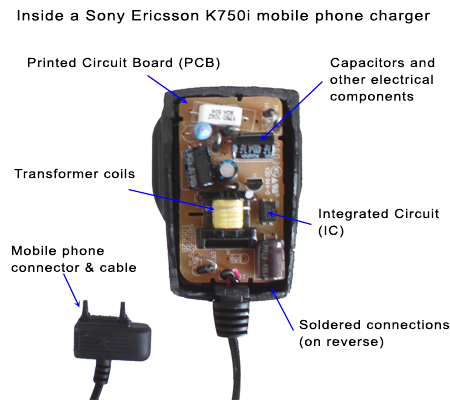 Inside a Sony Ericsson K750i mobile phone charger
Printed Circuit Board (PCB)
Capacitors and
other electrical
components
Transformer coils
Integrated Circuit
(IC)
Mobile phone
connector & cable
Soldered connections
(on reverse)